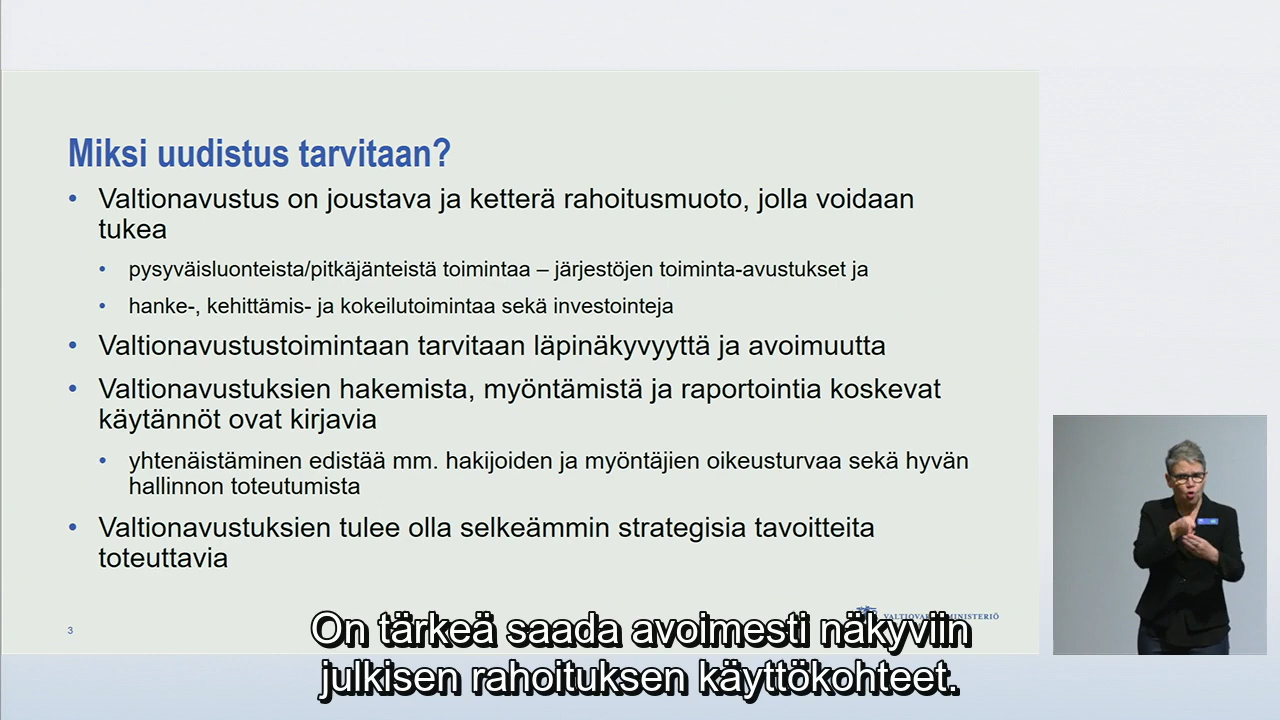 Miksi uudistus tarvitaan?
• Valtionavustus on joustava ja ketterä rahoitusmuoto, jolla voidaan
tukea
• pysyväisluonteista/pitkäjänteistä toimintaa – järjestöjen toiminta-avustukset ja
• hanke-, kehittämis- ja kokeilutoimintaa sekä investointeja
• Valtionavustustoimintaan tarvitaan läpinäkyvyyttä ja avoimuutta
• Valtionavustuksien hakemista, myöntämistä ja raportointia koskevat
käytännöt ovat kirjavia
• yhtenäistäminen edistää mm. hakijoiden ja myöntäjien oikeusturvaa sekä hyvän
hallinnon toteutumista
• Valtionavustuksien tulee olla selkeämmin strategisia tavoitteita
toteuttavia
3
On tärkeä saada avoimesti näkyviin
julkisen rahoituksen käyttökohteet.